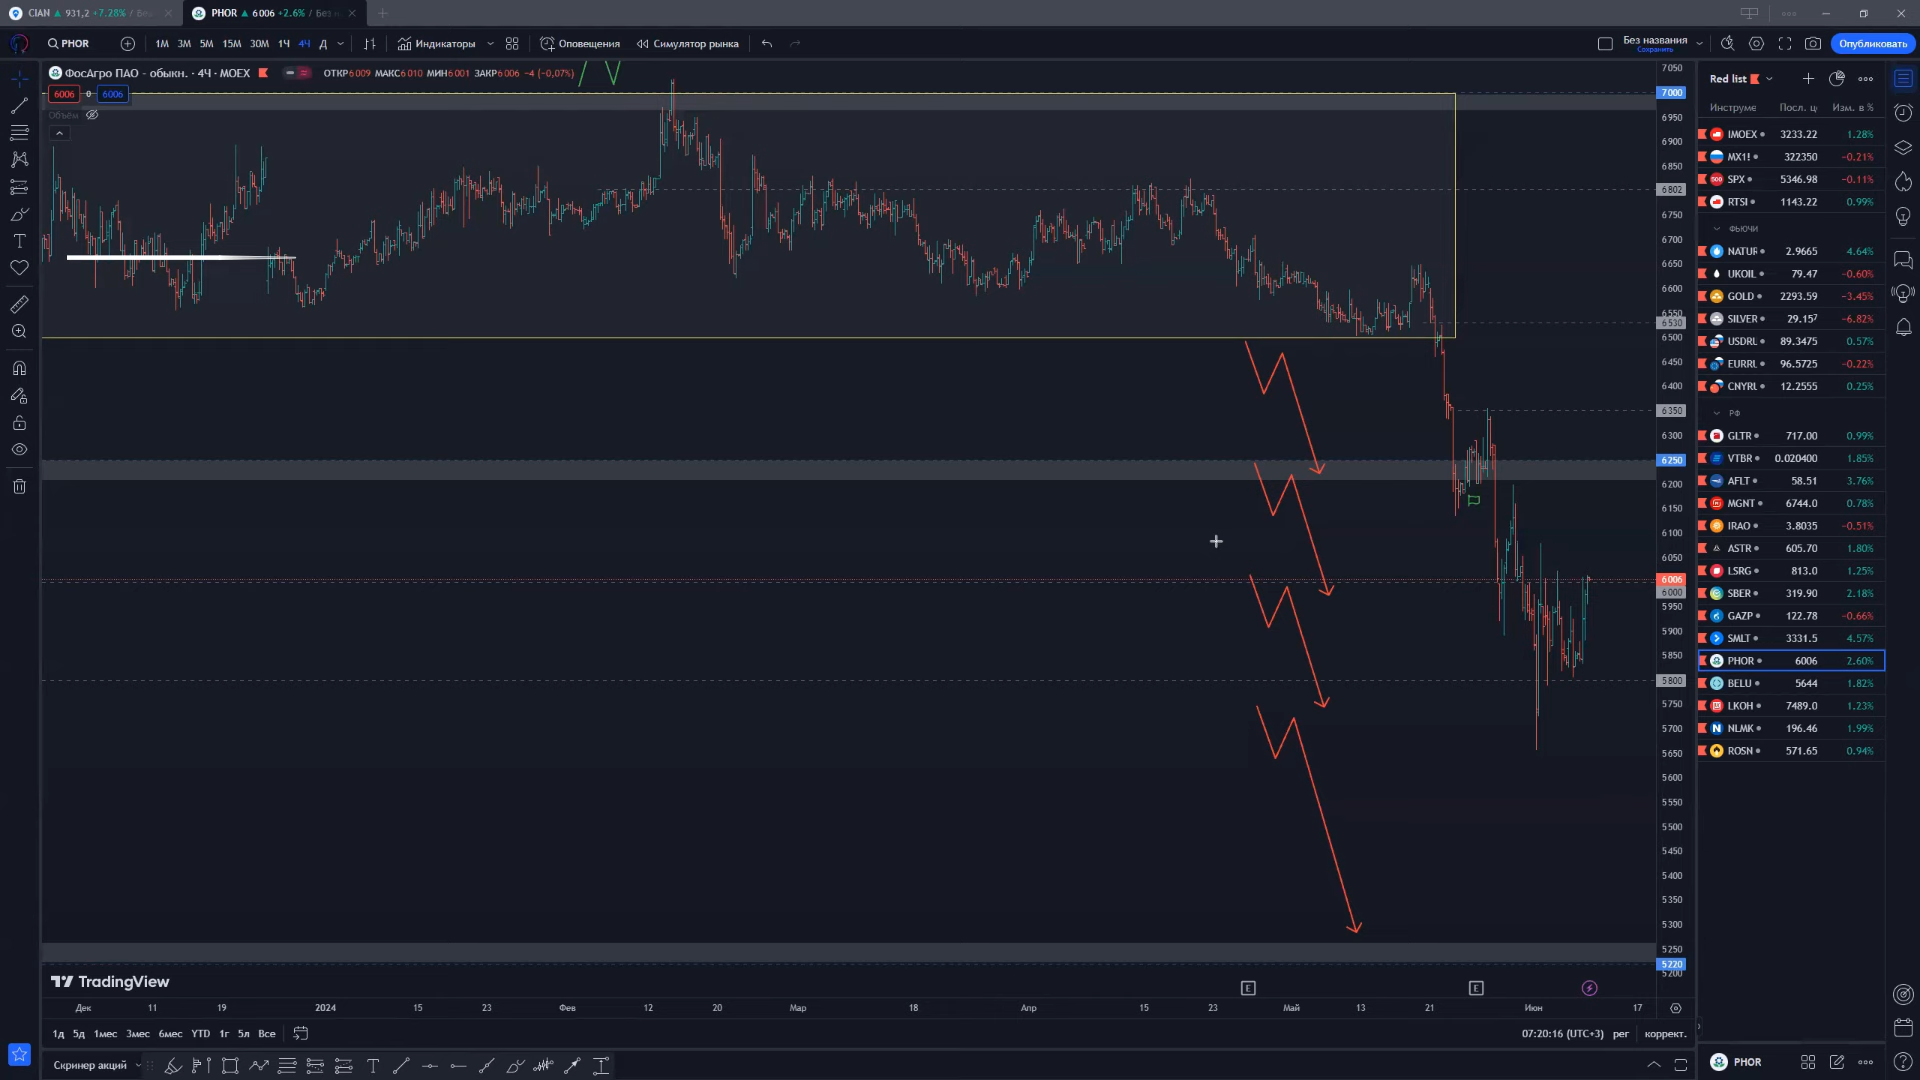 CIAN ▲ 931,2 +7.28% /
PHOR ▲ 6 006 +2.6% / Без
PHOR
1М 3М 5М 15М 30М 1Ч 4Ч Д
Индикаторы
Оповещения
Симулятор рынка
Без названия
Сохранить
Опубликовать
ФосАгро ПАО - обыкн. · 4Ч · MOEX
ОТКР6009 МАКС6010 МИН6001 ЗАКР6006 −4 (−0,07%)
6006 0 6006
Объём
7050
7000
6950
6900
6850
6802
6750
6700
6650
6600
6550
6530
6500
6450
6400
6350
6300
6250
6200
6150
6100
6050
6006
6000
5950
5900
5850
5800
5750
5700
5650
5600
5550
5500
5450
5400
5350
5300
5250
5220
5200
Red list
Инструме Посл. ц Изм. в %
IMOEX 3233.22 1.28%
MX1! 322350 −0.21%
SPX 5346.98 −0.11%
RTSI 1143.22 0.99%
ФЬЮЧИ
NATUR 2.9665 4.64%
UKOIL 79.47 −0.60%
GOLD 2293.59 −3.45%
SILVER 29.157 −6.82%
USDRL 89.3475 0.57%
EURRL 96.5725 −0.22%
CNYRL 12.2555 0.25%
РФ
GLTR 717.00 0.99%
VTBR 0.020400 1.85%
AFLT 58.51 3.76%
MGNT 6744.0 0.78%
IRAO 3.8035 −0.51%
ASTR 605.70 1.80%
LSRG 813.0 1.25%
SBER 319.90 2.18%
GAZP 122.78 −0.66%
SMLT 3331.5 4.57%
PHOR 6006 2.60%
BELU 5644 1.82%
LKOH 7489.0 1.23%
NLMK 196.46 1.99%
ROSN 571.65 0.94%
TradingView
E E
Дек 11 19 2024 15 23 Фев 12 20 Мар 18 Апр 15 23 Май 13 21 Июн 17
1д 5д 1мес 3мес 6мес YTD 1г 5л Все
07:20:16 (UTC+3) рег коррект.
Скринер акций
PHOR